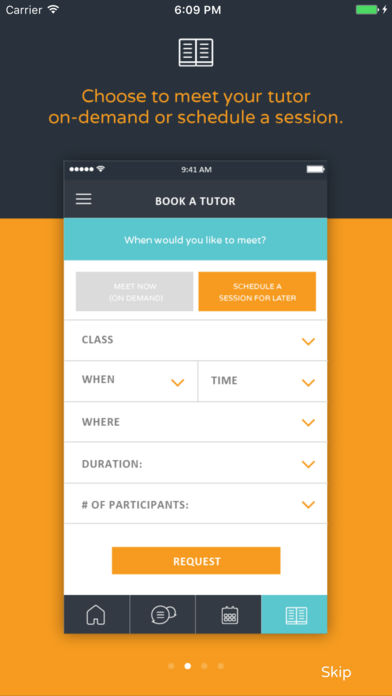 Carrier 6:09 PM
Choose to meet your tutor
on-demand or schedule a session.
9:41 AM
BOOK A TUTOR
When would you like to meet?
MEET NOW
(ON DEMAND)
SCHEDULE A
SESSION FOR LATER
CLASS
WHEN
TIME
WHERE
DURATION:
# OF PARTICIPANTS:
REQUEST
Skip